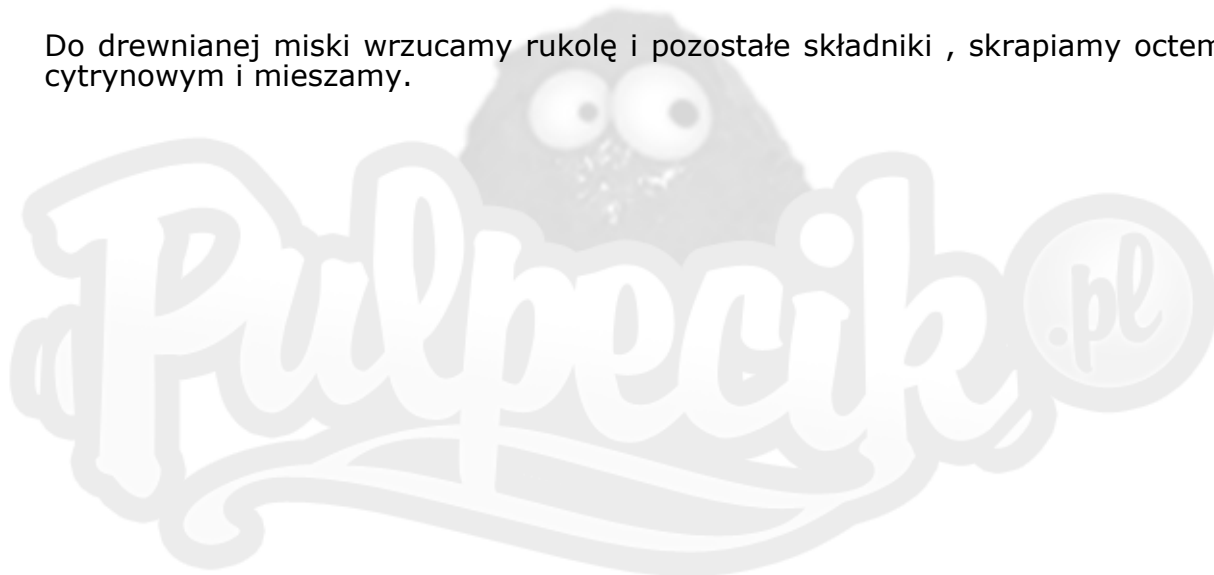 Do drewnianej miski wrzucamy rukolę i pozostałe składniki , skrapiamy octem
cytrynowym i mieszamy.
Pulpecik .pl